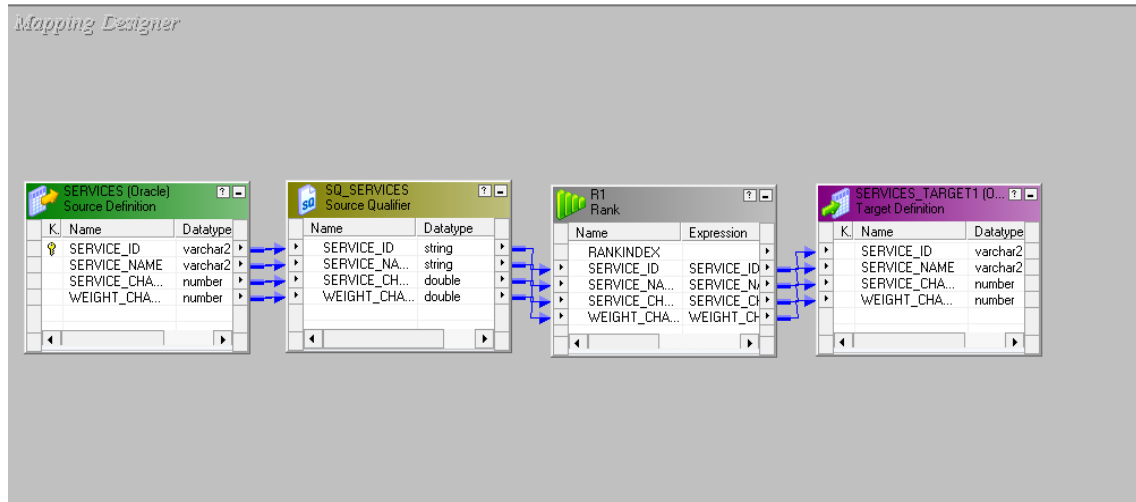 Mapping Designer
SERVICES (Oracle)
Source Definition
K. Name Datatype
SERVICE_ID varchar2
SERVICE_NAME varchar2
SERVICE_CHA... number
WEIGHT_CHA... number
SQ_SERVICES
Source Qualifier
Name Datatype
SERVICE_ID string
SERVICE_NA... string
SERVICE_CH... double
WEIGHT_CHA... double
R1
Rank
Name Expression
RANKINDEX
SERVICE_ID SERVICE_ID
SERVICE_NA... SERVICE_NA
SERVICE_CH... SERVICE_CH
WEIGHT_CHA... WEIGHT_CH
SERVICES_TARGET1 (O...
Target Definition
K. Name Datatype
SERVICE_ID varchar2
SERVICE_NAME varchar2
SERVICE_CHA... number
WEIGHT_CHA... number